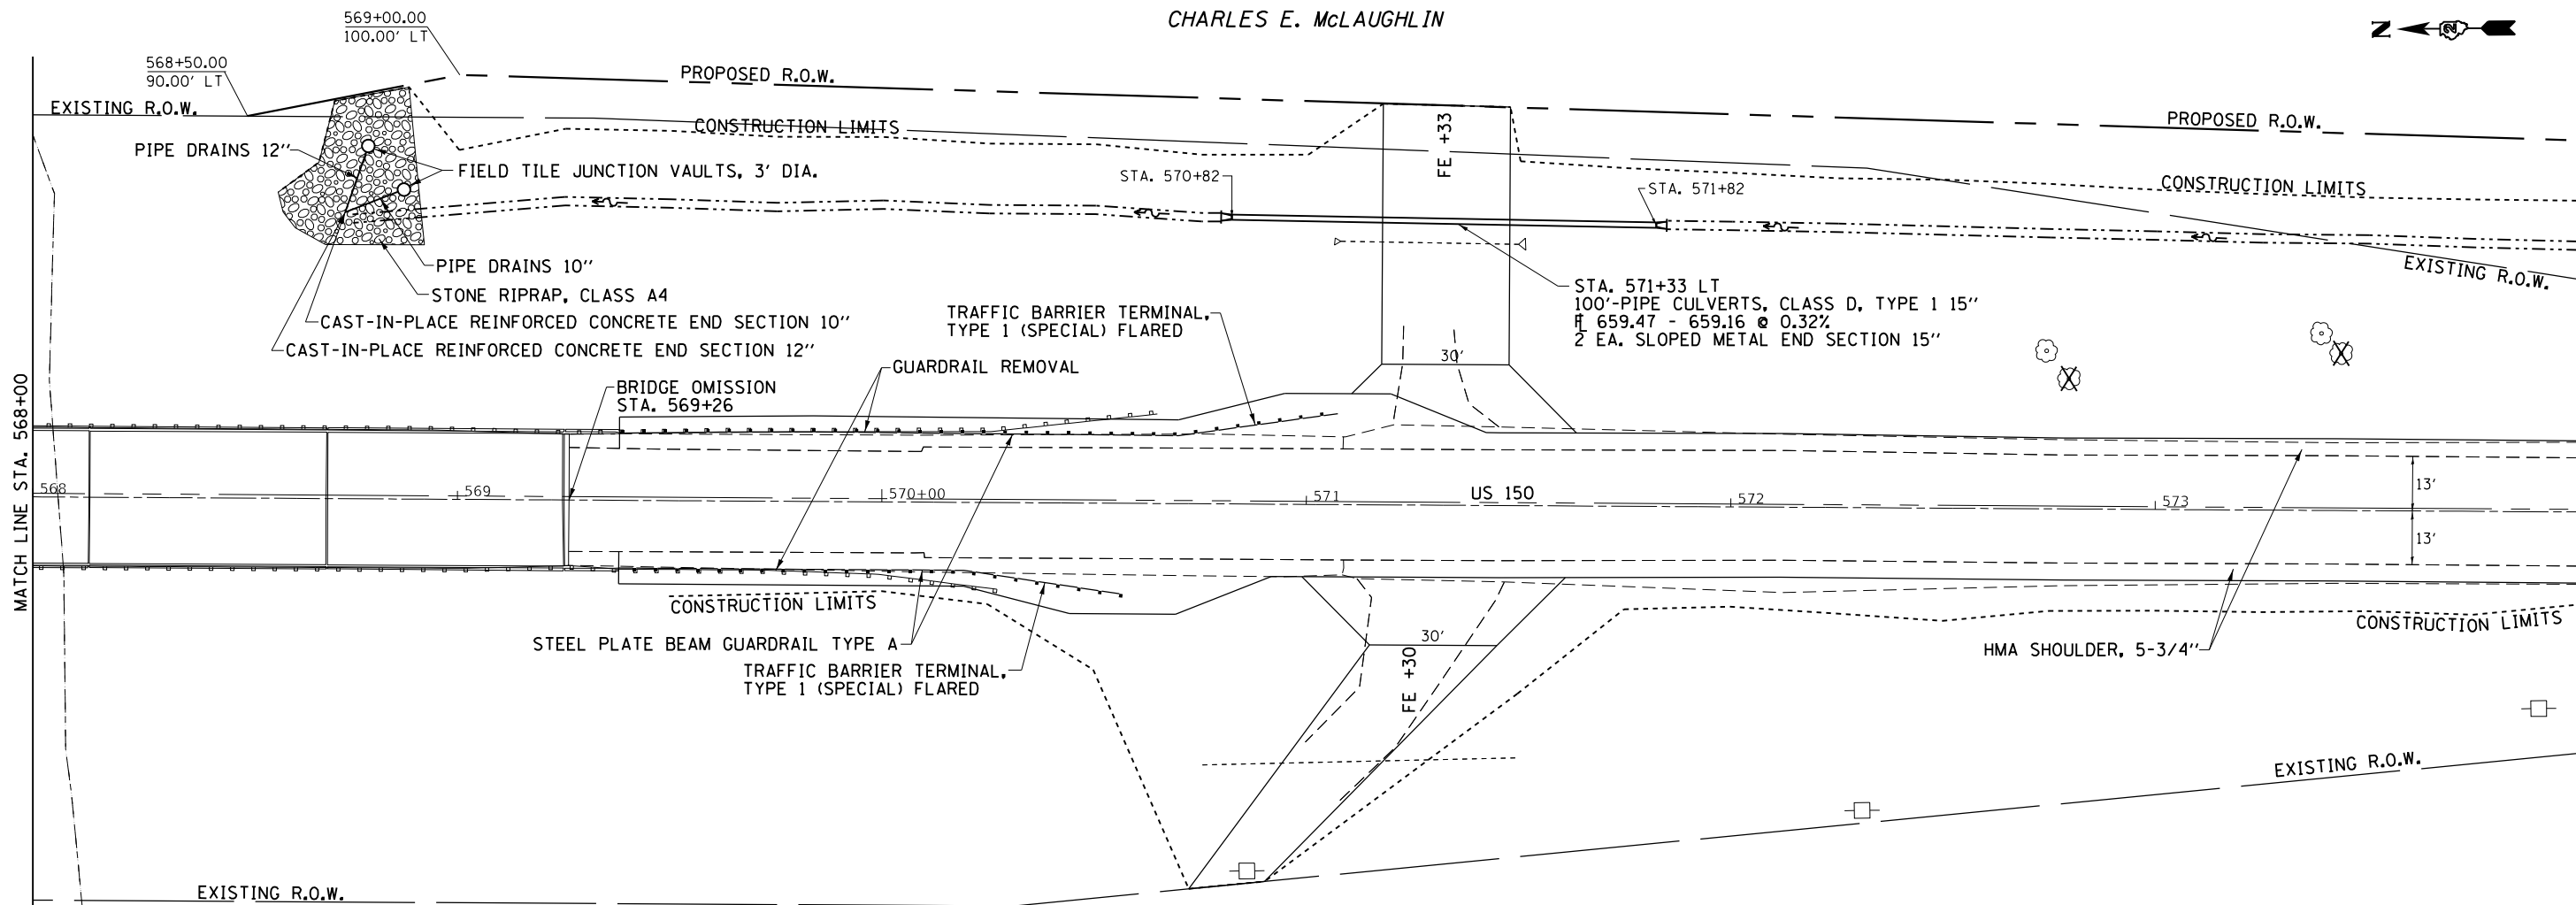 CHARLES E. McLAUGHLIN
N
569+00.00
100.00' LT
568+50.00
90.00' LT
PROPOSED R.O.W.
EXISTING R.O.W.
CONSTRUCTION LIMITS
FE +33
PROPOSED R.O.W.
PIPE DRAINS 12"
FIELD TILE JUNCTION VAULTS, 3' DIA.
STA. 570+82
STA. 571+82
CONSTRUCTION LIMITS
PIPE DRAINS 10"
STONE RIPRAP, CLASS A4
CAST-IN-PLACE REINFORCED CONCRETE END SECTION 10"
CAST-IN-PLACE REINFORCED CONCRETE END SECTION 12"
EXISTING R.O.W.
STA. 571+33 LT
100'-PIPE CULVERTS, CLASS D, TYPE 1 15"
FL 659.47 - 659.16 @ 0.32%
2 EA. SLOPED METAL END SECTION 15"
TRAFFIC BARRIER TERMINAL,
TYPE 1 (SPECIAL) FLARED
30'
GUARDRAIL REMOVAL
BRIDGE OMISSION
STA. 569+26
MATCH LINE STA. 568+00
568
569
570+00
571
US 150
572
573
13'
13'
CONSTRUCTION LIMITS
STEEL PLATE BEAM GUARDRAIL TYPE A
TRAFFIC BARRIER TERMINAL,
TYPE 1 (SPECIAL) FLARED
30'
FE +30
HMA SHOULDER, 5-3/4"
CONSTRUCTION LIMITS
EXISTING R.O.W.
EXISTING R.O.W.